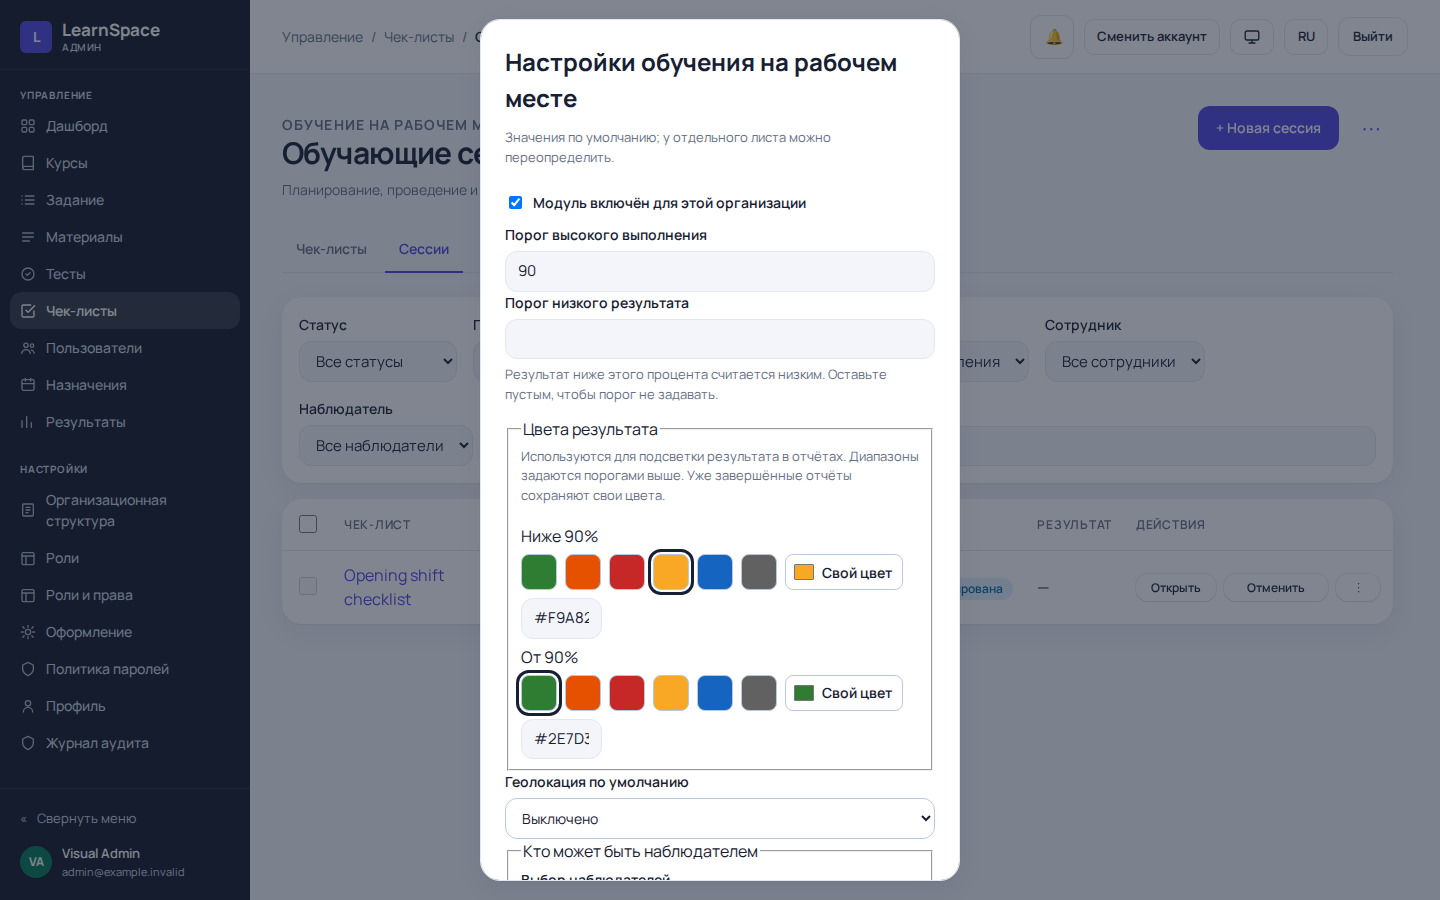 L
LearnSpace
АДМИН
УПРАВЛЕНИЕ
Дашборд
Курсы
Задание
Материалы
Тесты
Чек-листы
Пользователи
Назначения
Результаты
НАСТРОЙКИ
Организационная
структура
Роли
Роли и права
Оформление
Политика паролей
Профиль
Журнал аудита
« Свернуть меню
VA
Visual Admin
admin@example.invalid
Управление / Чек-листы /
Сменить аккаунт
RU
Выйти
ОБУЧЕНИЕ НА РАБОЧЕМ
Обучающие
Планирование, проведение и
+ Новая сессия
...
Чек-листы
Сессии
Статус
Все статусы
Сотрудник
Все сотрудники
Наблюдатель
Все наблюдатели
ЧЕК-ЛИСТ
РЕЗУЛЬТАТ
ДЕЙСТВИЯ
Opening shift
checklist
—
Открыть
Отменить
⋮
Настройки обучения на рабочем
месте
Значения по умолчанию; у отдельного листа можно
переопределить.
Модуль включён для этой организации
Порог высокого выполнения
90
Порог низкого результата
Результат ниже этого процента считается низким. Оставьте
пустым, чтобы порог не задавать.
Цвета результата
Используются для подсветки результата в отчётах. Диапазоны
задаются порогами выше. Уже завершённые отчёты
сохраняют свои цвета.
Ниже 90%
Свой цвет
#F9A82
От 90%
Свой цвет
#2E7D3
Геолокация по умолчанию
Выключено
Кто может быть наблюдателем
Выбор наблюдателей